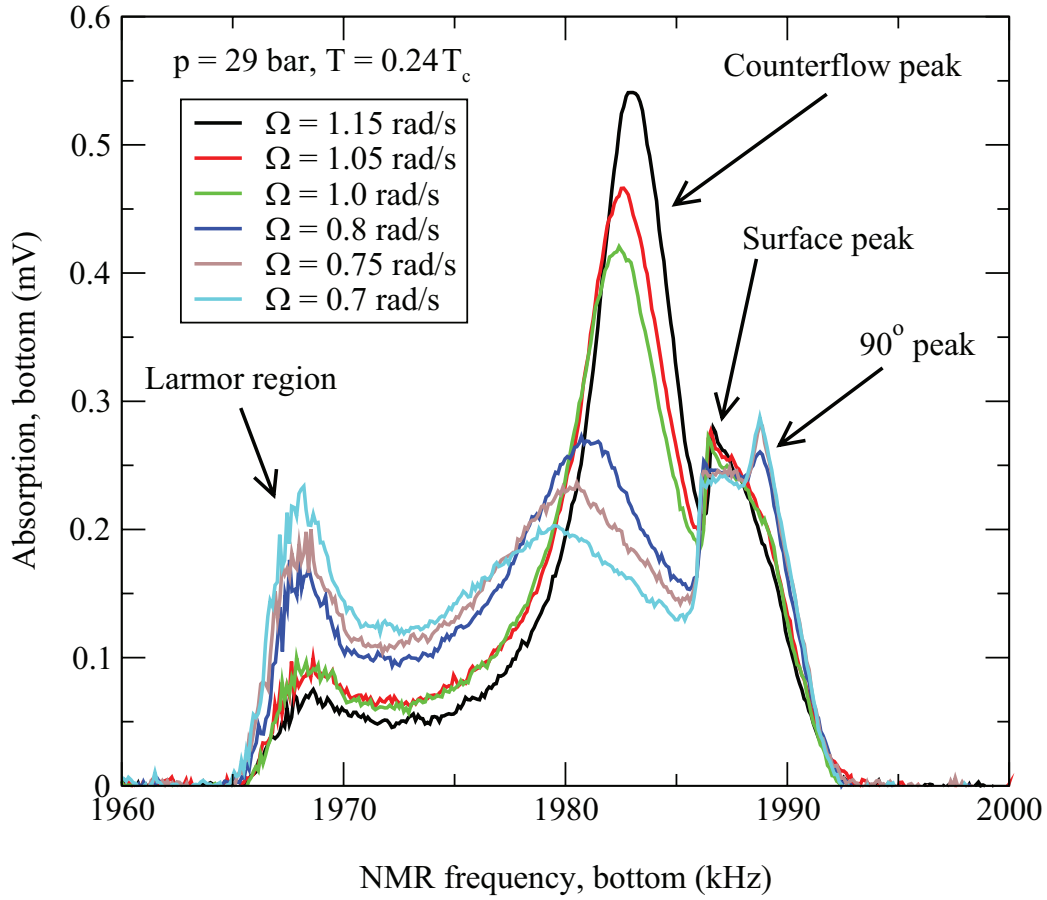 p = 29 bar, T = 0.24T_c
Ω = 1.15 rad/s
Ω = 1.05 rad/s
Ω = 1.0 rad/s
Ω = 0.8 rad/s
Ω = 0.75 rad/s
Ω = 0.7 rad/s
Counterflow peak
Surface peak
90° peak
Larmor region
Absorption, bottom (mV)
0.6
0.5
0.4
0.3
0.2
0.1
0
1960 1970 1980 1990 2000
NMR frequency, bottom (kHz)